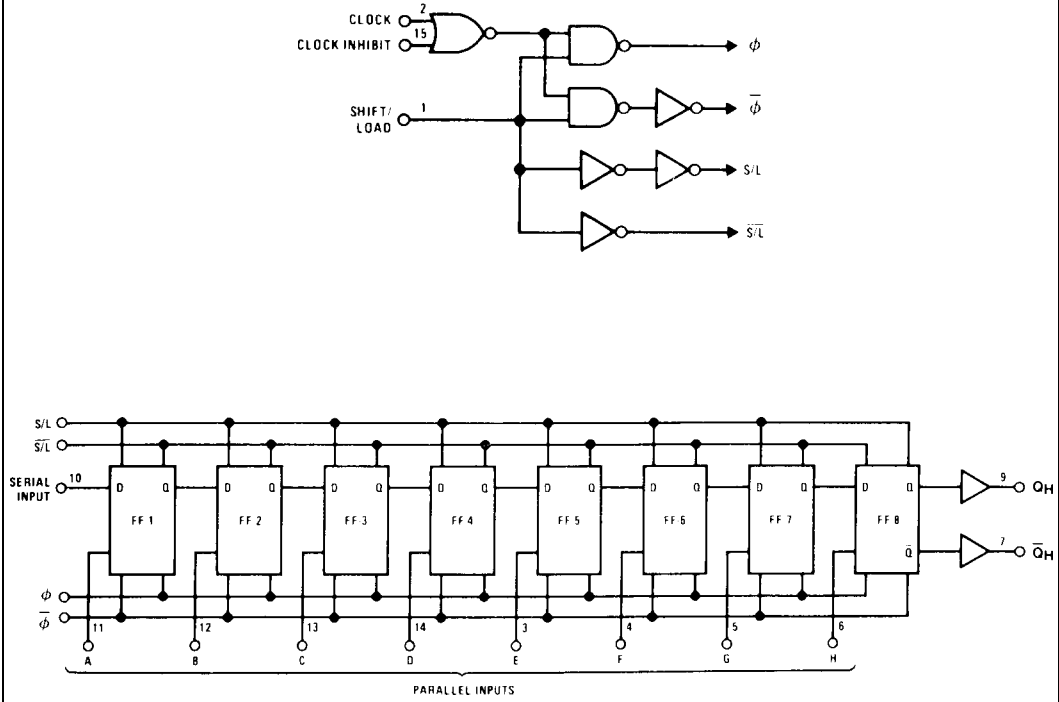 CLOCK 2
CLOCK INHIBIT 15
SHIFT/ 1
LOAD
ϕ
ϕ̅
S/L
S̅/̅L̅
S/L
S̅/̅L̅
SERIAL 10
INPUT
D Q D Q D Q D Q D Q D Q D Q D Q
FF 1 FF 2 FF 3 FF 4 FF 5 FF 6 FF 7 FF 8
Q̅
9 QH
7 Q̅H
ϕ
ϕ̅
11 12 13 14 3 4 5 6
A B C D E F G H
PARALLEL INPUTS